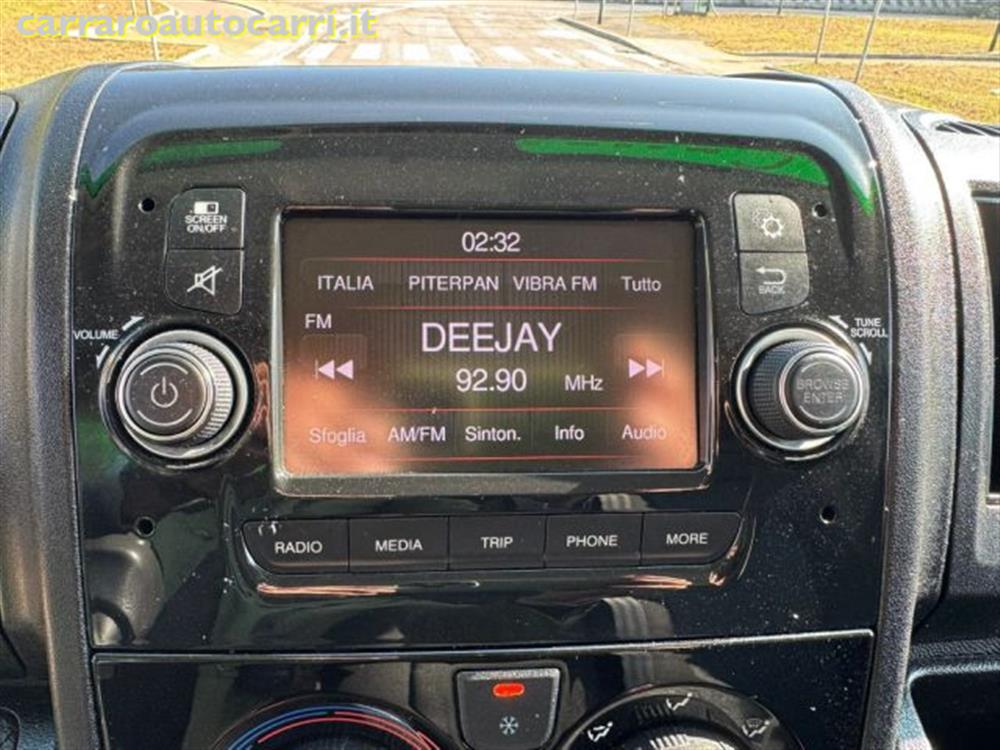 carraroautocarri.it
SCREEN
ON/OFF
02:32
ITALIA PITERPAN VIBRA FM Tutto
BACK
VOLUME
FM
DEEJAY
TUNE
SCROLL
92.90 MHz
BROWSE
ENTER
Sfoglia AM/FM Sinton. Info Audio
RADIO MEDIA TRIP PHONE MORE